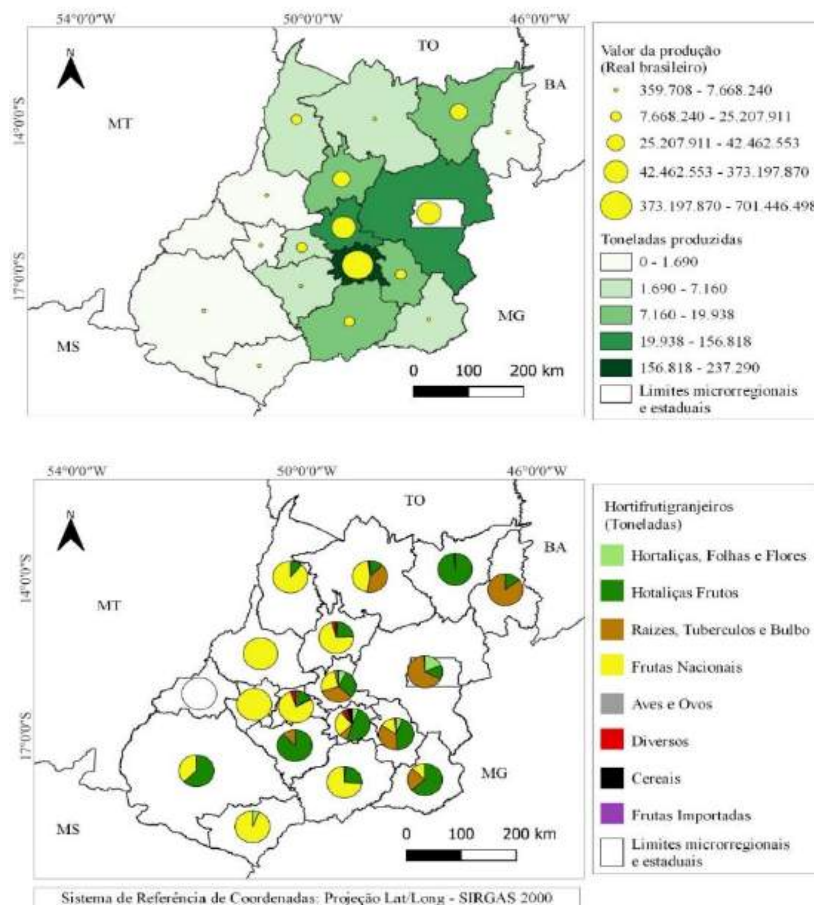 54°0'0"W 50°0'0"W 46°0'0"W
N
TO
BA
MT
14°0'0"S
17°0'0"S
MG
MS
0 100 200 km
Valor da produção
(Real brasileiro)
359.708 - 7.668.240
7.668.240 - 25.207.911
25.207.911 - 42.462.553
42.462.553 - 373.197.870
373.197.870 - 701.446.498
Toneladas produzidas
0 - 1.690
1.690 - 7.160
7.160 - 19.938
19.938 - 156.818
156.818 - 237.290
Limites microrregionais
e estaduais
54°0'0"W 50°0'0"W 46°0'0"W
N
TO
BA
MT
14°0'0"S
17°0'0"S
MG
MS
0 100 200 km
Hortifrutigranjeiros
(Toneladas)
Hortaliças, Folhas e Flores
Hotaliças Frutos
Raízes, Tuberculos e Bulbo
Frutas Nacionais
Aves e Ovos
Diversos
Cereais
Frutas Importadas
Limites microrregionais
e estaduais
Sistema de Referência de Coordenadas: Projeção Lat/Long - SIRGAS 2000